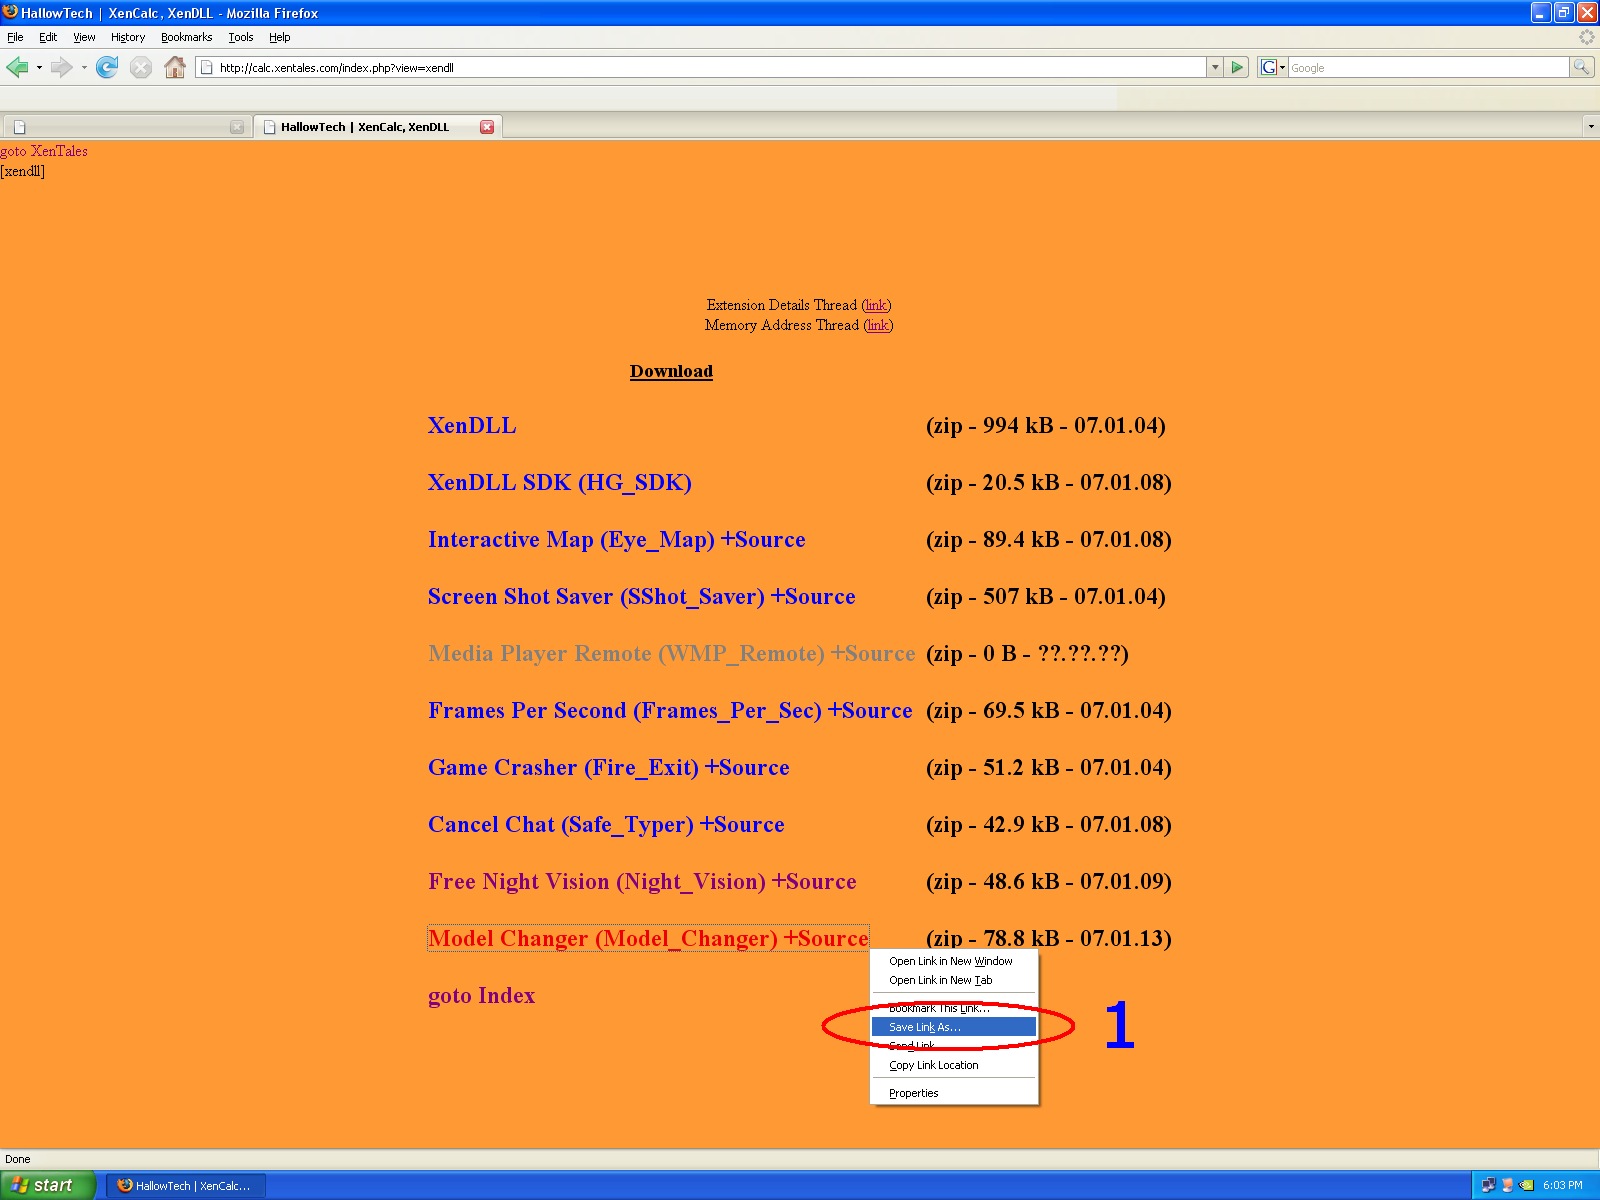 HallowTech | XenCalc, XenDLL - Mozilla Firefox
File Edit View History Bookmarks Tools Help
http://calc.xentales.com/index.php?view=xendll
G Google
HallowTech | XenCalc, XenDLL
goto XenTales
[xendll]
Extension Details Thread (link)
Memory Address Thread (link)
Download
XenDLL (zip - 994 kB - 07.01.04)
XenDLL SDK (HG_SDK) (zip - 20.5 kB - 07.01.08)
Interactive Map (Eye_Map) +Source (zip - 89.4 kB - 07.01.08)
Screen Shot Saver (SShot_Saver) +Source (zip - 507 kB - 07.01.04)
Media Player Remote (WMP_Remote) +Source (zip - 0 B - ??.??.??)
Frames Per Second (Frames_Per_Sec) +Source (zip - 69.5 kB - 07.01.04)
Game Crasher (Fire_Exit) +Source (zip - 51.2 kB - 07.01.04)
Cancel Chat (Safe_Typer) +Source (zip - 42.9 kB - 07.01.08)
Free Night Vision (Night_Vision) +Source (zip - 48.6 kB - 07.01.09)
Model Changer (Model_Changer) +Source (zip - 78.8 kB - 07.01.13)
goto Index
Open Link in New Window
Open Link in New Tab
Bookmark This Link...
Save Link As...
Send Link...
Copy Link Location
Properties
1
Done
start
HallowTech | XenCalc...
6:03 PM